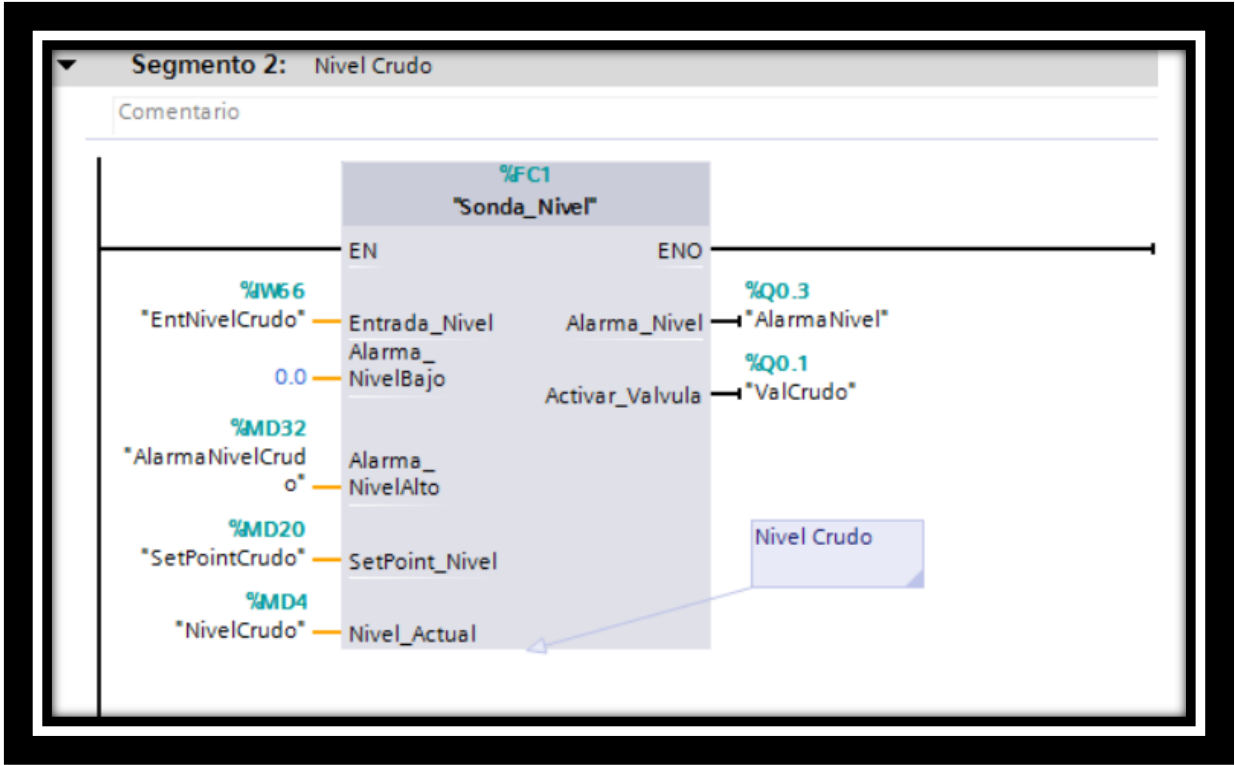 Segmento 2: Nivel Crudo
Comentario
%FC1
"Sonda_Nivel"
EN
ENO
%IW66
"EntNivelCrudo"
Entrada_Nivel
Alarma_Nivel
%Q0.3
"AlarmaNivel"
0.0
Alarma_
NivelBajo
Activar_Valvula
%Q0.1
"ValCrudo"
%MD32
"AlarmaNivelCrud
o"
Alarma_
NivelAlto
%MD20
"SetPointCrudo"
SetPoint_Nivel
Nivel Crudo
%MD4
"NivelCrudo"
Nivel_Actual